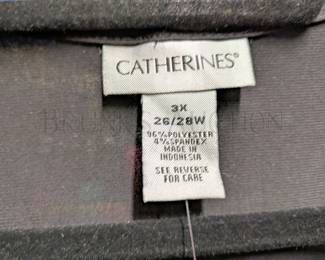 CATHERINES®
3X
26/28W
96% POLYESTER
4% SPANDEX
MADE IN
INDONESIA
SEE REVERSE
FOR CARE